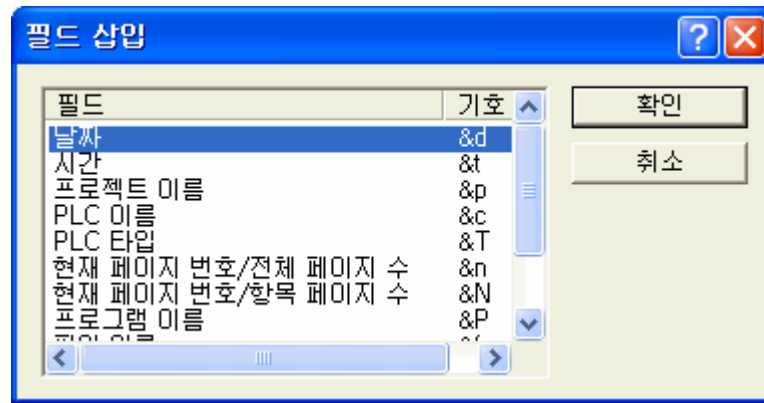 필드 삽입
필드 기호
날짜 &d
시간 &t
프로젝트 이름 &p
PLC 이름 &c
PLC 타입 &T
현재 페이지 번호/전체 페이지 수 &n
현재 페이지 번호/항목 페이지 수 &N
프로그램 이름 &P
확인
취소